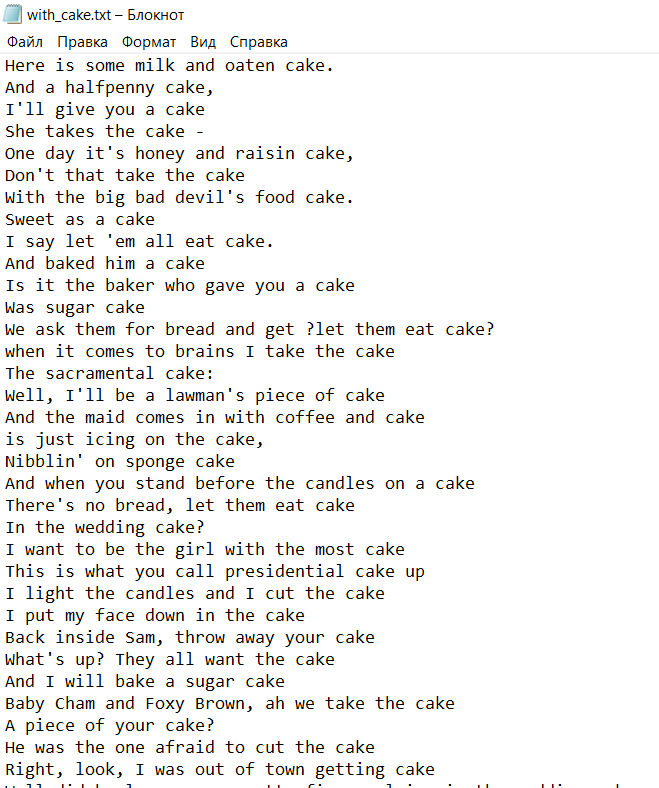 with_cake.txt – Блокнот
Файл Правка Формат Вид Справка
Here is some milk and oaten cake.
And a halfpenny cake,
I'll give you a cake
She takes the cake -
One day it's honey and raisin cake,
Don't that take the cake
With the big bad devil's food cake.
Sweet as a cake
I say let 'em all eat cake.
And baked him a cake
Is it the baker who gave you a cake
Was sugar cake
We ask them for bread and get ?let them eat cake?
when it comes to brains I take the cake
The sacramental cake:
Well, I'll be a lawman's piece of cake
And the maid comes in with coffee and cake
is just icing on the cake,
Nibblin' on sponge cake
And when you stand before the candles on a cake
There's no bread, let them eat cake
In the wedding cake?
I want to be the girl with the most cake
This is what you call presidential cake up
I light the candles and I cut the cake
I put my face down in the cake
Back inside Sam, throw away your cake
What's up? They all want the cake
And I will bake a sugar cake
Baby Cham and Foxy Brown, ah we take the cake
A piece of your cake?
He was the one afraid to cut the cake
Right, look, I was out of town getting cake